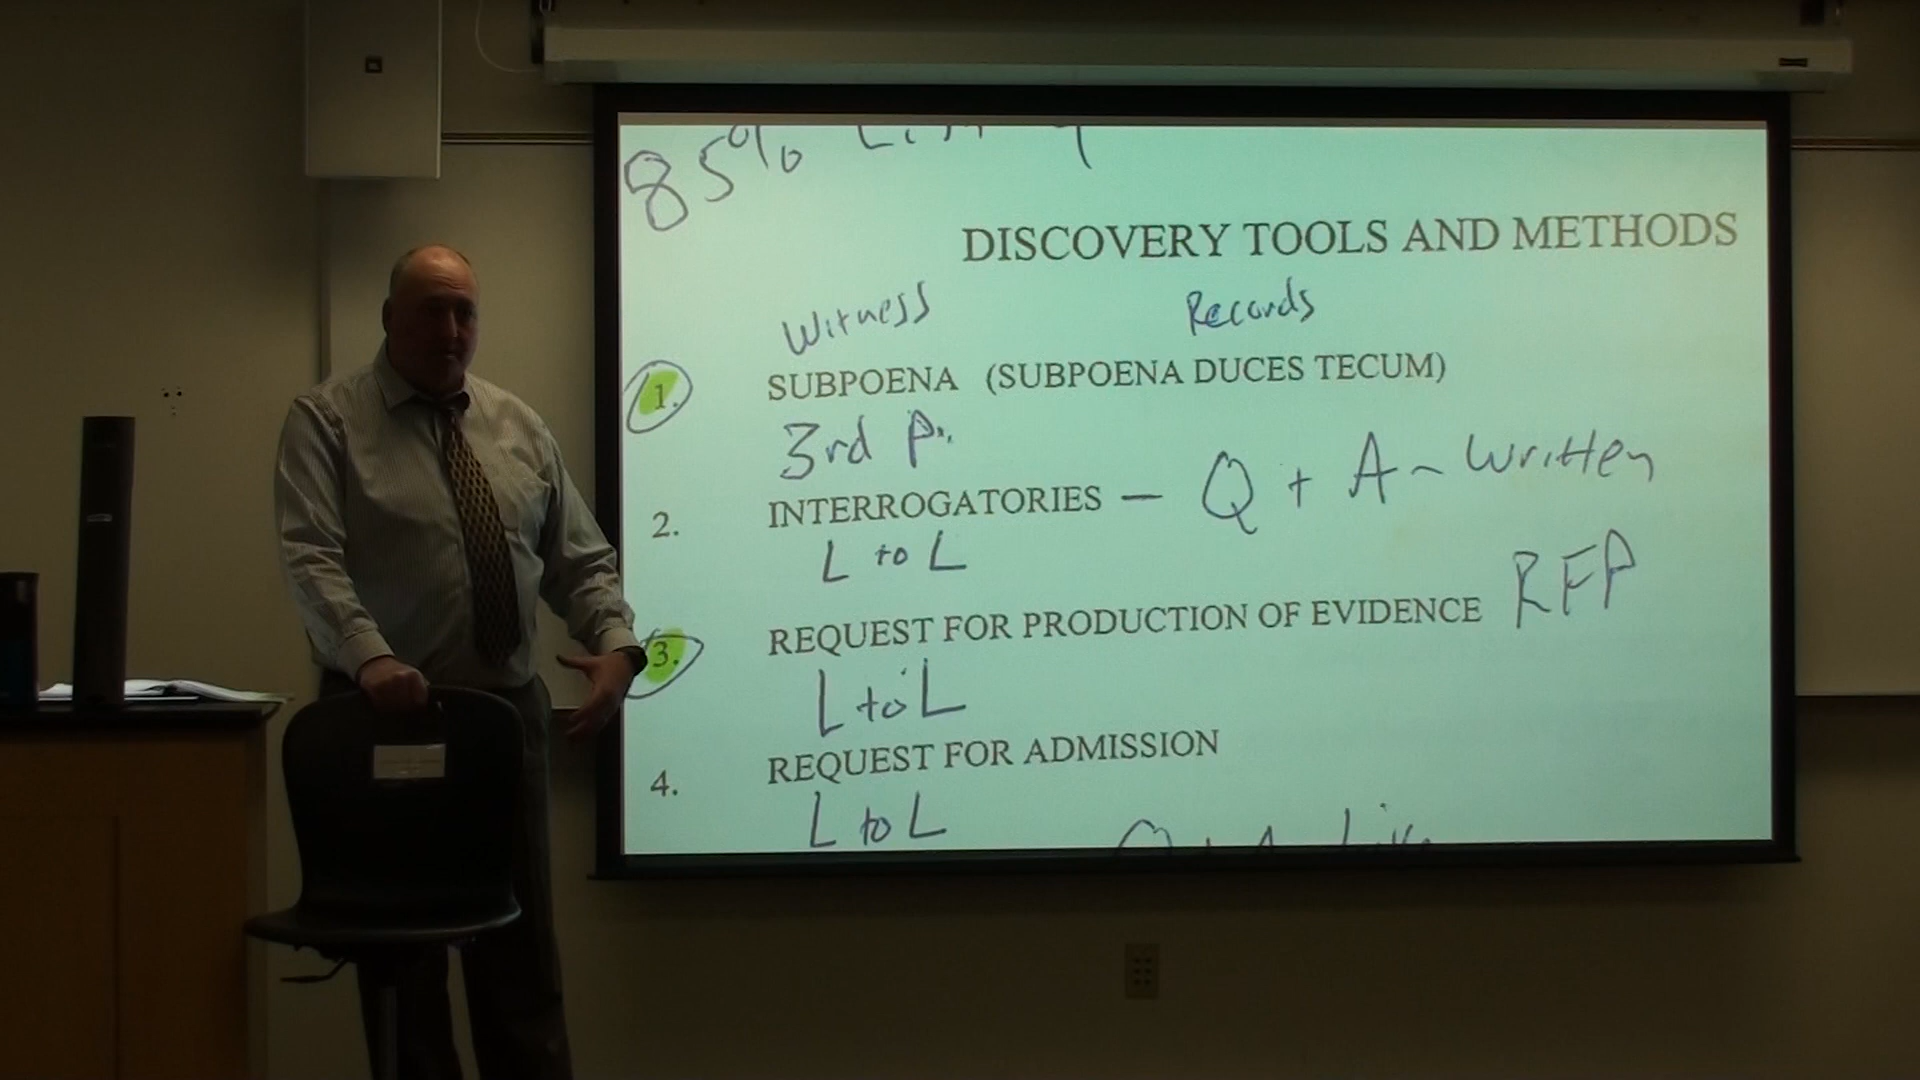 85%
DISCOVERY TOOLS AND METHODS
Witness Records
1. SUBPOENA (SUBPOENA DUCES TECUM)
3rd P.
2. INTERROGATORIES — Q + A ~ Written
L to L
3. REQUEST FOR PRODUCTION OF EVIDENCE RFP
L to L
4. REQUEST FOR ADMISSION
L to L